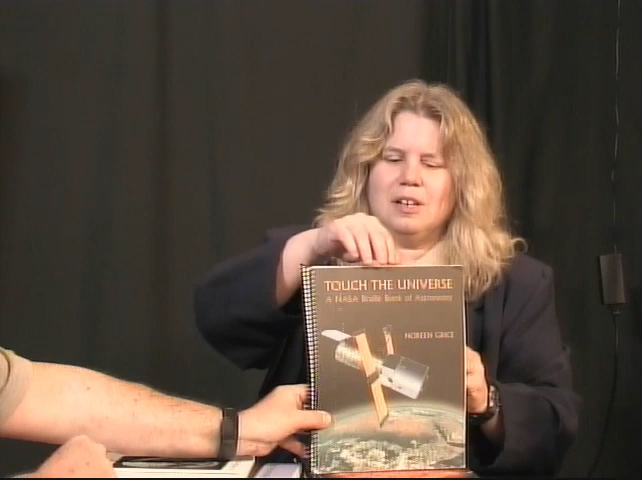 TOUCH THE UNIVERSE
A NASA Braille Book of Astronomy
NOREEN GRICE